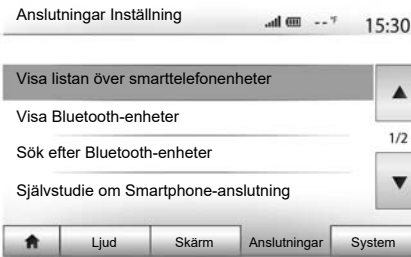 Anslutningar Inställning
--°F
15:30
Visa listan över smarttelefonenheter
Visa Bluetooth-enheter
1/2
Sök efter Bluetooth-enheter
Självstudie om Smartphone-anslutning
Ljud
Skärm
Anslutningar
System